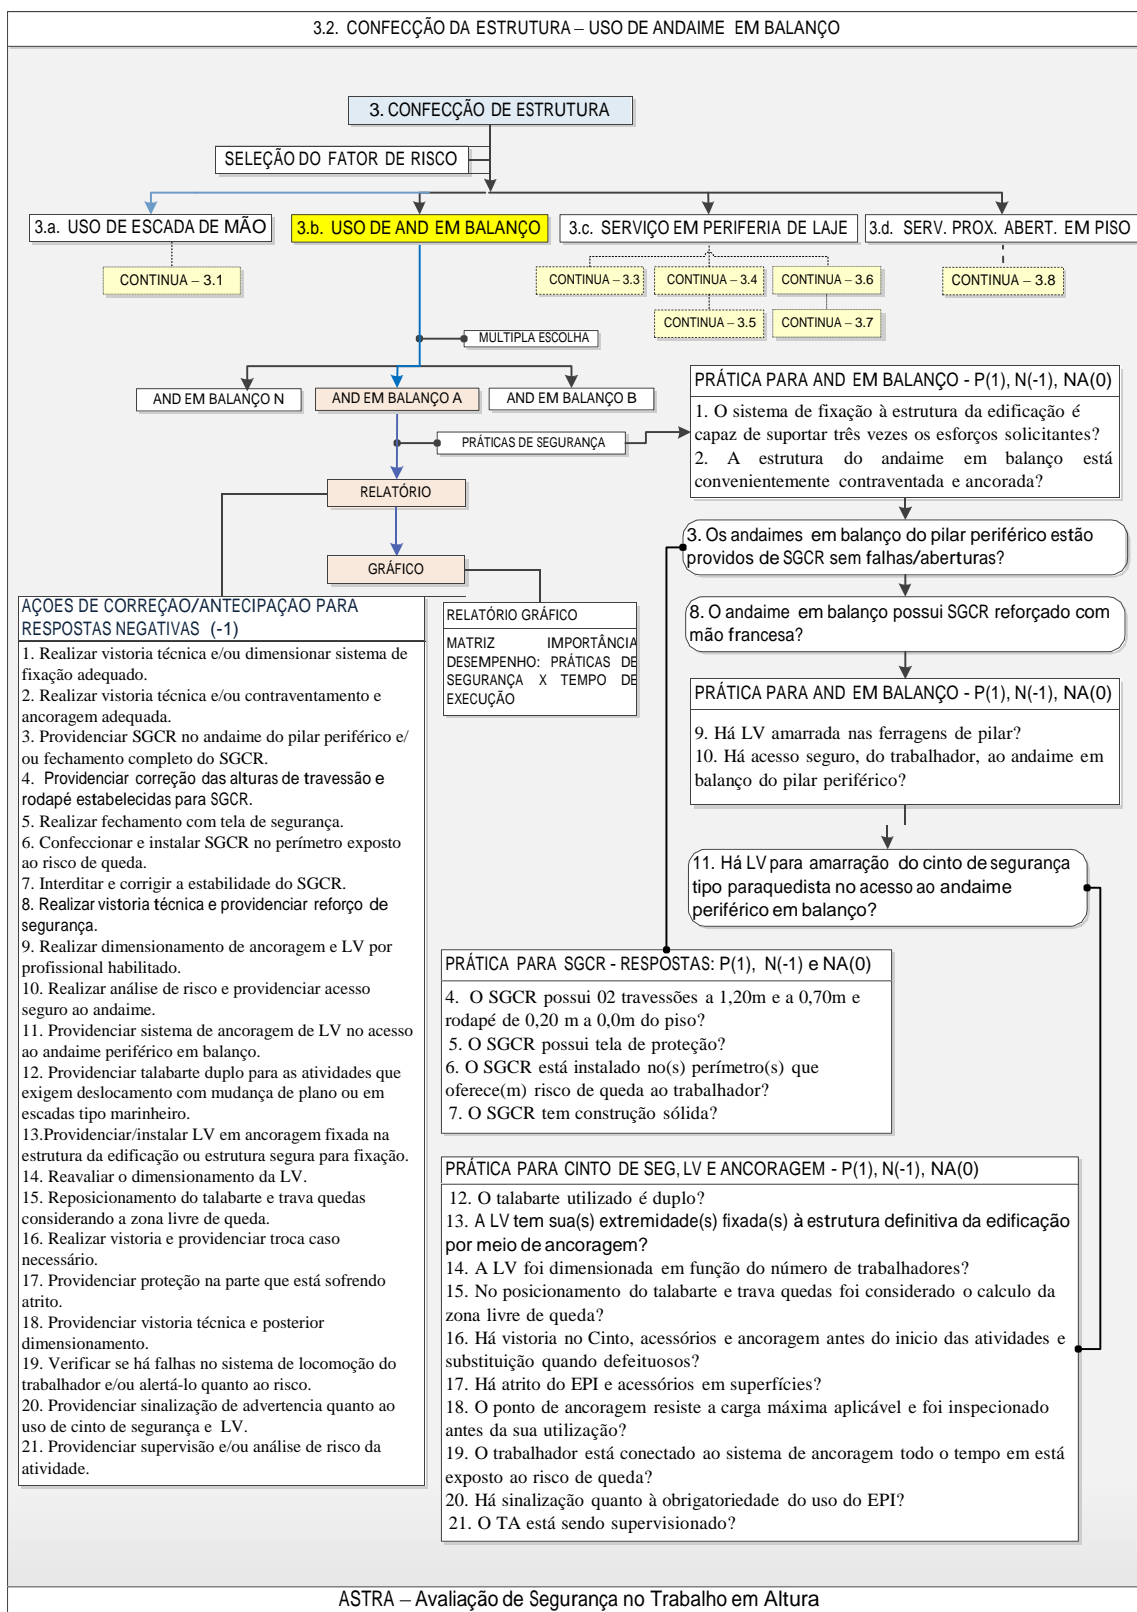 3.2. CONFECÇÃO DA ESTRUTURA – USO DE ANDAIME EM BALANÇO
3. CONFECÇÃO DE ESTRUTURA
SELEÇÃO DO FATOR DE RISCO
3.a. USO DE ESCADA DE MÃO
3.b. USO DE AND EM BALANÇO
3.c. SERVIÇO EM PERIFERIA DE LAJE
3.d. SERV. PROX. ABERT. EM PISO
CONTINUA – 3.1
CONTINUA – 3.3
CONTINUA – 3.4
CONTINUA – 3.6
CONTINUA – 3.8
CONTINUA – 3.5
CONTINUA – 3.7
MULTIPLA ESCOLHA
AND EM BALANÇO N
AND EM BALANÇO A
AND EM BALANÇO B
PRÁTICAS DE SEGURANÇA
RELATÓRIO
GRÁFICO
PRÁTICA PARA AND EM BALANÇO - P(1), N(-1), NA(0)
1. O sistema de fixação à estrutura da edificação é
capaz de suportar três vezes os esforços solicitantes?
2. A estrutura do andaime em balanço está
convenientemente contraventada e ancorada?
3. Os andaimes em balanço do pilar periférico estão
providos de SGCR sem falhas/aberturas?
8. O andaime em balanço possui SGCR reforçado com
mão francesa?
PRÁTICA PARA AND EM BALANÇO - P(1), N(-1), NA(0)
9. Há LV amarrada nas ferragens de pilar?
10. Há acesso seguro, do trabalhador, ao andaime em
balanço do pilar periférico?
11. Há LV para amarração do cinto de segurança
tipo paraquedista no acesso ao andaime
periférico em balanço?
AÇÕES DE CORREÇÃO/ANTECIPAÇÃO PARA
RESPOSTAS NEGATIVAS (-1)
1. Realizar vistoria técnica e/ou dimensionar sistema de
fixação adequado.
2. Realizar vistoria técnica e/ou contraventamento e
ancoragem adequada.
3. Providenciar SGCR no andaime do pilar periférico e/
ou fechamento completo do SGCR.
4. Providenciar correção das alturas de travessão e
rodapé estabelecidas para SGCR.
5. Realizar fechamento com tela de segurança.
6. Confeccionar e instalar SGCR no perímetro exposto
ao risco de queda.
7. Interditar e corrigir a estabilidade do SGCR.
8. Realizar vistoria técnica e providenciar reforço de
segurança.
9. Realizar dimensionamento de ancoragem e LV por
profissional habilitado.
10. Realizar análise de risco e providenciar acesso
seguro ao andaime.
11. Providenciar sistema de ancoragem de LV no acesso
ao andaime periférico em balanço.
12. Providenciar talabarte duplo para as atividades que
exigem deslocamento com mudança de plano ou em
escadas tipo marinheiro.
13.Providenciar/instalar LV em ancoragem fixada na
estrutura da edificação ou estrutura segura para fixação.
14. Reavaliar o dimensionamento da LV.
15. Reposicionamento do talabarte e trava quedas
considerando a zona livre de queda.
16. Realizar vistoria e providenciar troca caso
necessário.
17. Providenciar proteção na parte que está sofrendo
atrito.
18. Providenciar vistoria técnica e posterior
dimensionamento.
19. Verificar se há falhas no sistema de locomoção do
trabalhador e/ou alertá-lo quanto ao risco.
20. Providenciar sinalização de advertencia quanto ao
uso de cinto de segurança e LV.
21. Providenciar supervisão e/ou análise de risco da
atividade.
RELATÓRIO GRÁFICO
MATRIZ IMPORTÂNCIA
DESEMPENHO: PRÁTICAS DE
SEGURANÇA X TEMPO DE
EXECUÇÃO
PRÁTICA PARA SGCR - RESPOSTAS: P(1), N(-1) e NA(0)
4. O SGCR possui 02 travessões a 1,20m e a 0,70m e
rodapé de 0,20 m a 0,0m do piso?
5. O SGCR possui tela de proteção?
6. O SGCR está instalado no(s) perímetro(s) que
oferece(m) risco de queda ao trabalhador?
7. O SGCR tem construção sólida?
PRÁTICA PARA CINTO DE SEG, LV E ANCORAGEM - P(1), N(-1), NA(0)
12. O talabarte utilizado é duplo?
13. A LV tem sua(s) extremidade(s) fixada(s) à estrutura definitiva da edificação
por meio de ancoragem?
14. A LV foi dimensionada em função do número de trabalhadores?
15. No posicionamento do talabarte e trava quedas foi considerado o calculo da
zona livre de queda?
16. Há vistoria no Cinto, acessórios e ancoragem antes do inicio das atividades e
substituição quando defeituosos?
17. Há atrito do EPI e acessórios em superfícies?
18. O ponto de ancoragem resiste a carga máxima aplicável e foi inspecionado
antes da sua utilização?
19. O trabalhador está conectado ao sistema de ancoragem todo o tempo em está
exposto ao risco de queda?
20. Há sinalização quanto à obrigatoriedade do uso do EPI?
21. O TA está sendo supervisionado?
ASTRA – Avaliação de Segurança no Trabalho em Altura